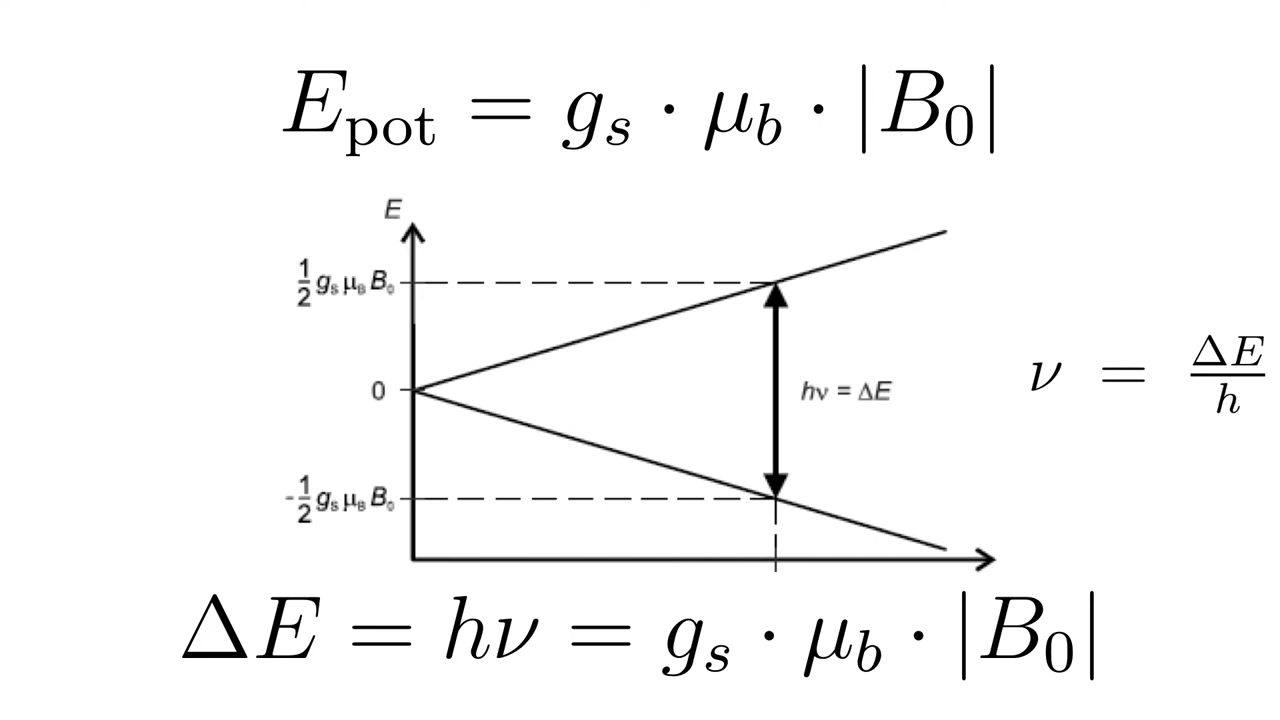 E_pot = g_s · μ_b · |B_0|
E
½ g_s μ_B B_0
0
hν = ΔE
ν = ΔE/h
-½ g_s μ_B B_0
ΔE = hν = g_s · μ_b · |B_0|